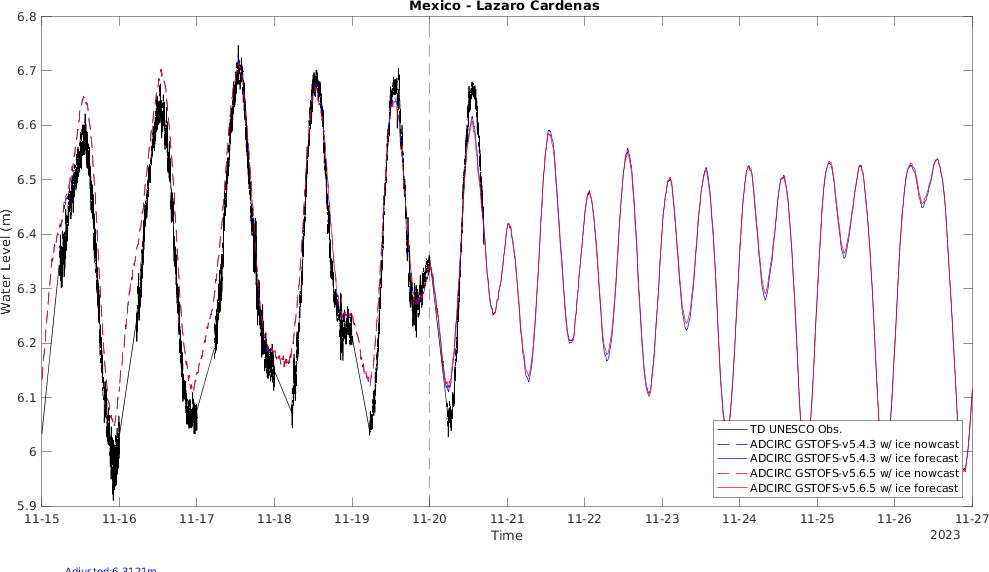 Mexico - Lazaro Cardenas
6.8
6.7
6.6
6.5
6.4
6.3
6.2
6.1
6
5.9
Water Level (m)
TD UNESCO Obs.
ADCIRC GSTOFS-v5.4.3 w/ ice nowcast
ADCIRC GSTOFS-v5.4.3 w/ ice forecast
ADCIRC GSTOFS-v5.6.5 w/ ice nowcast
ADCIRC GSTOFS-v5.6.5 w/ ice forecast
11-15 11-16 11-17 11-18 11-19 11-20 11-21 11-22 11-23 11-24 11-25 11-26 11-27
Time
2023
Adjusted:6.3121m